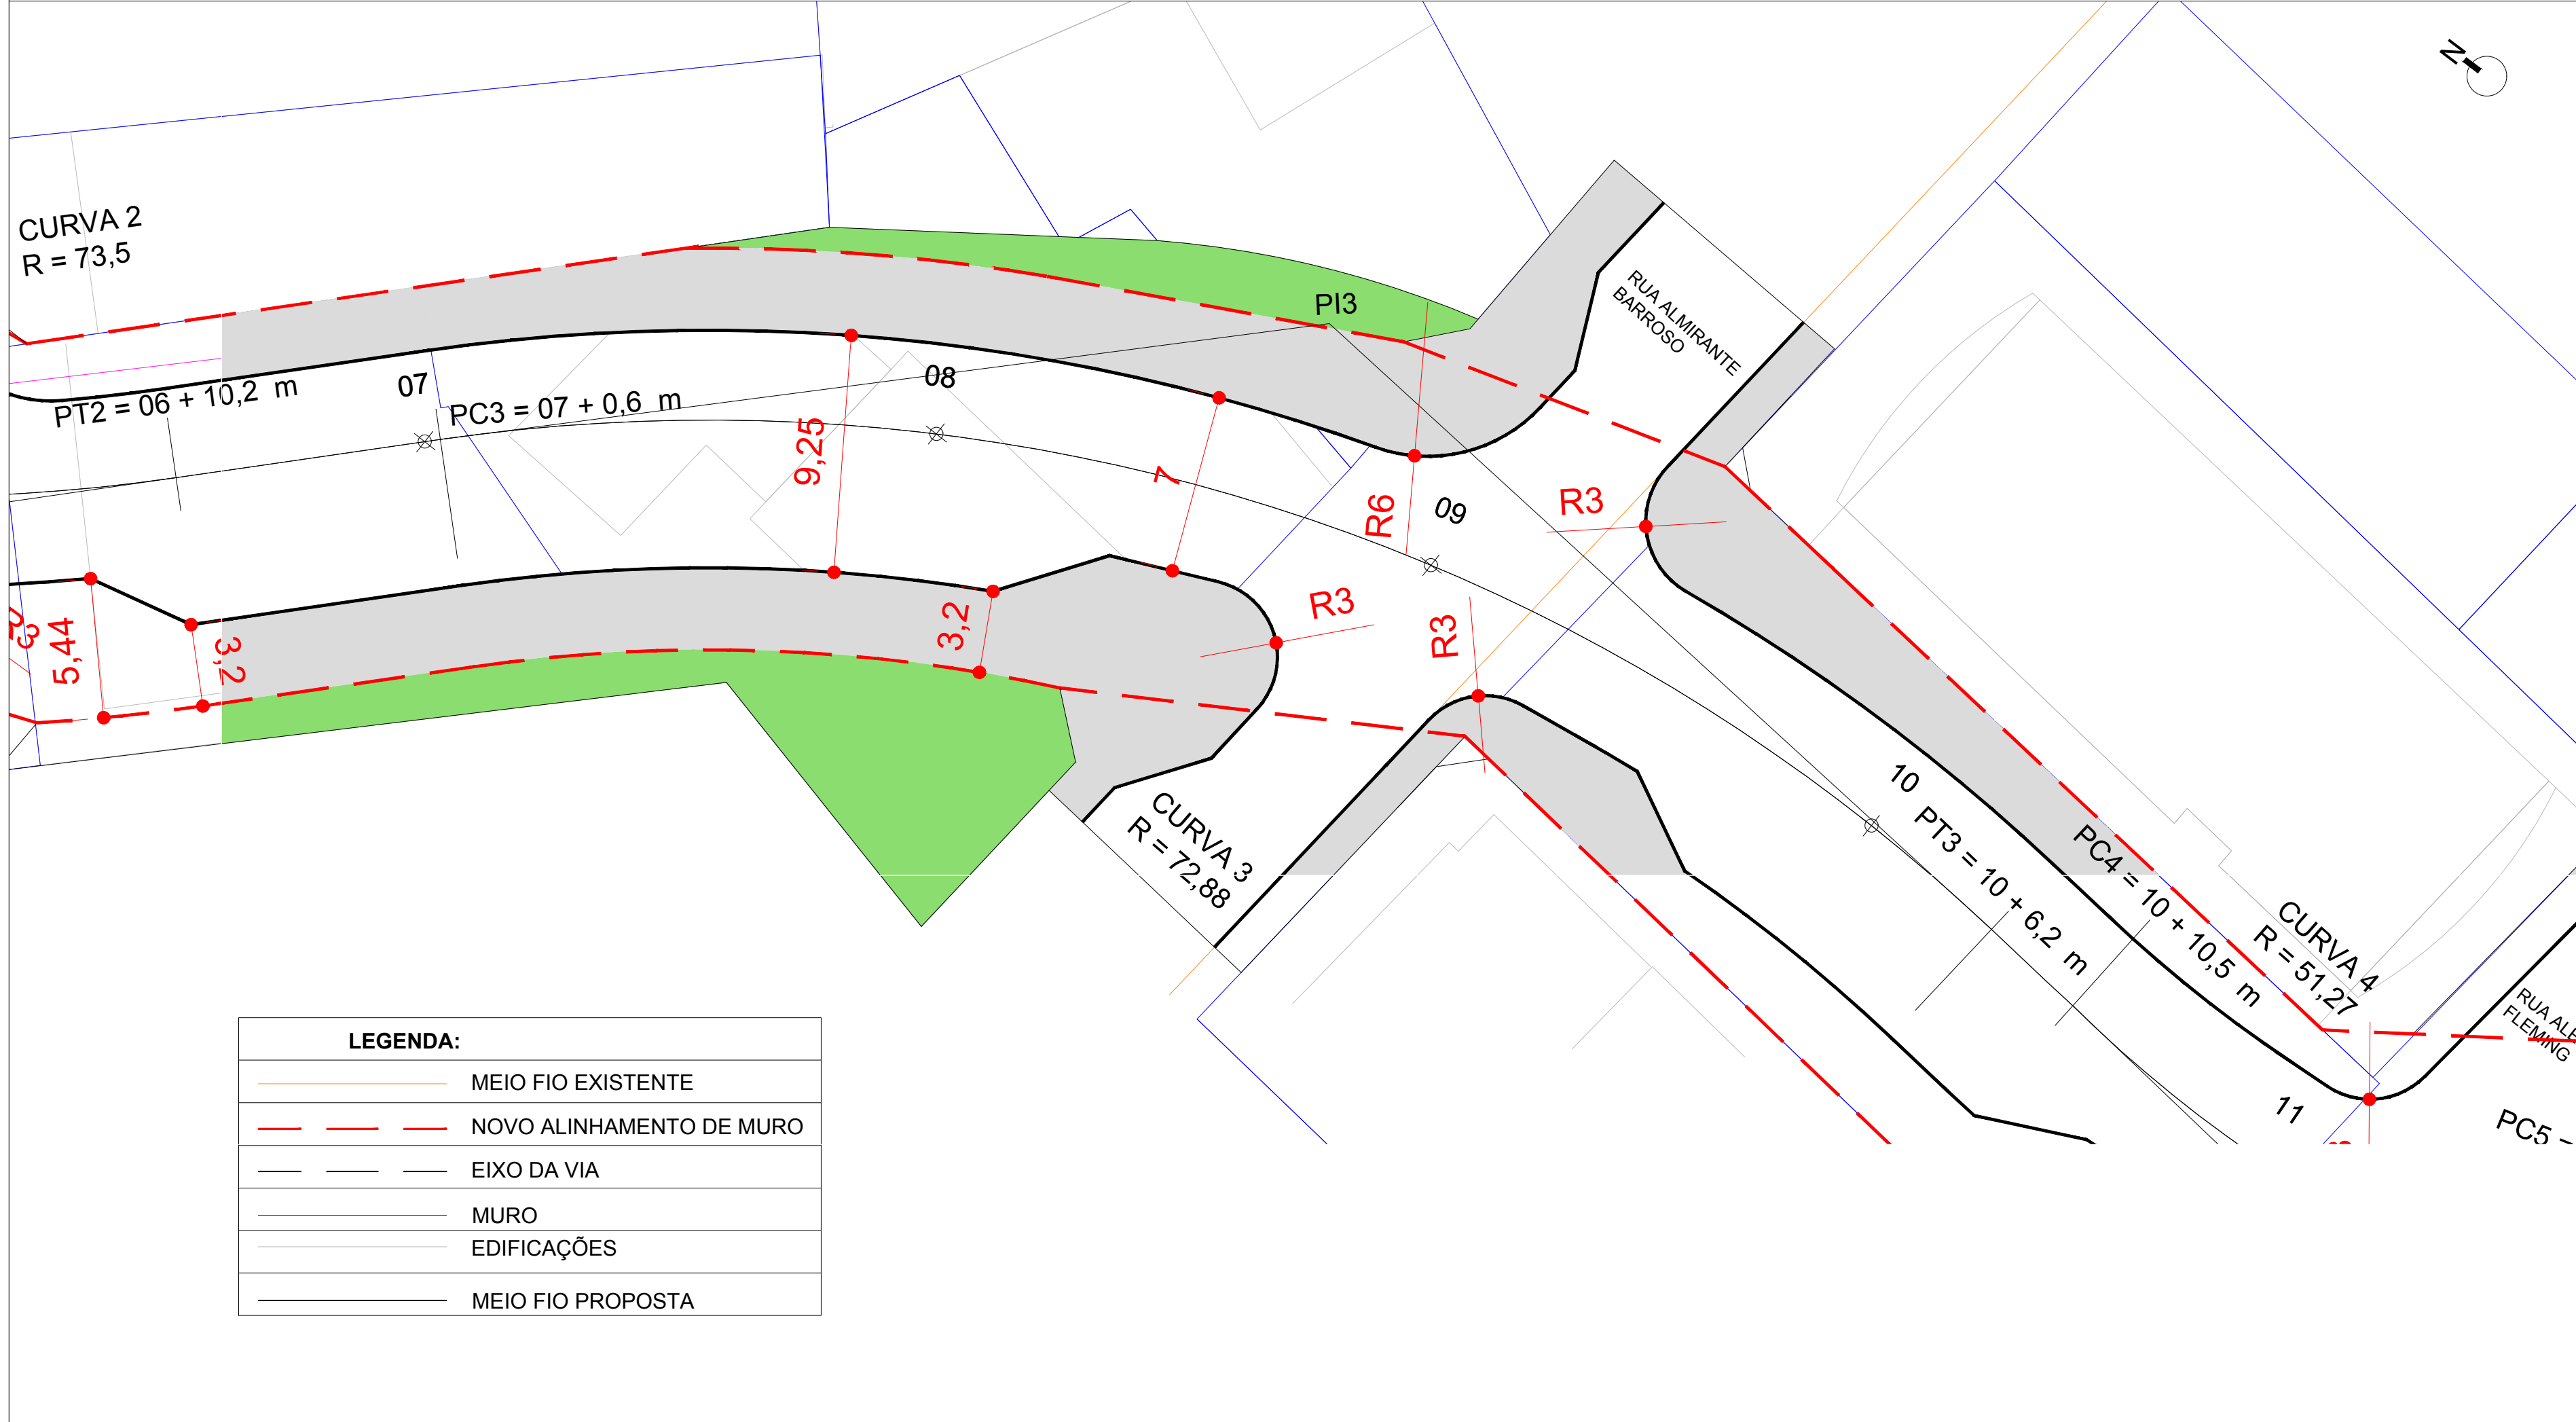 N
CURVA 2
R = 73,5
PI3
RUA ALMIRANTE
BARROSO
07
08
PT2 = 06 + 10,2 m
PC3 = 07 + 0,6 m
9,25
7
R6
09
R3
R3
R3
5,44
3,2
3,2
CURVA 3
R = 72,88
10
PT3 = 10 + 6,2 m
PC4 = 10 + 10,5 m
CURVA 4
R = 51,27
FLEMING
RUA
11
PC5 =
LEGENDA:
MEIO FIO EXISTENTE
NOVO ALINHAMENTO DE MURO
EIXO DA VIA
MURO
EDIFICAÇÕES
MEIO FIO PROPOSTA